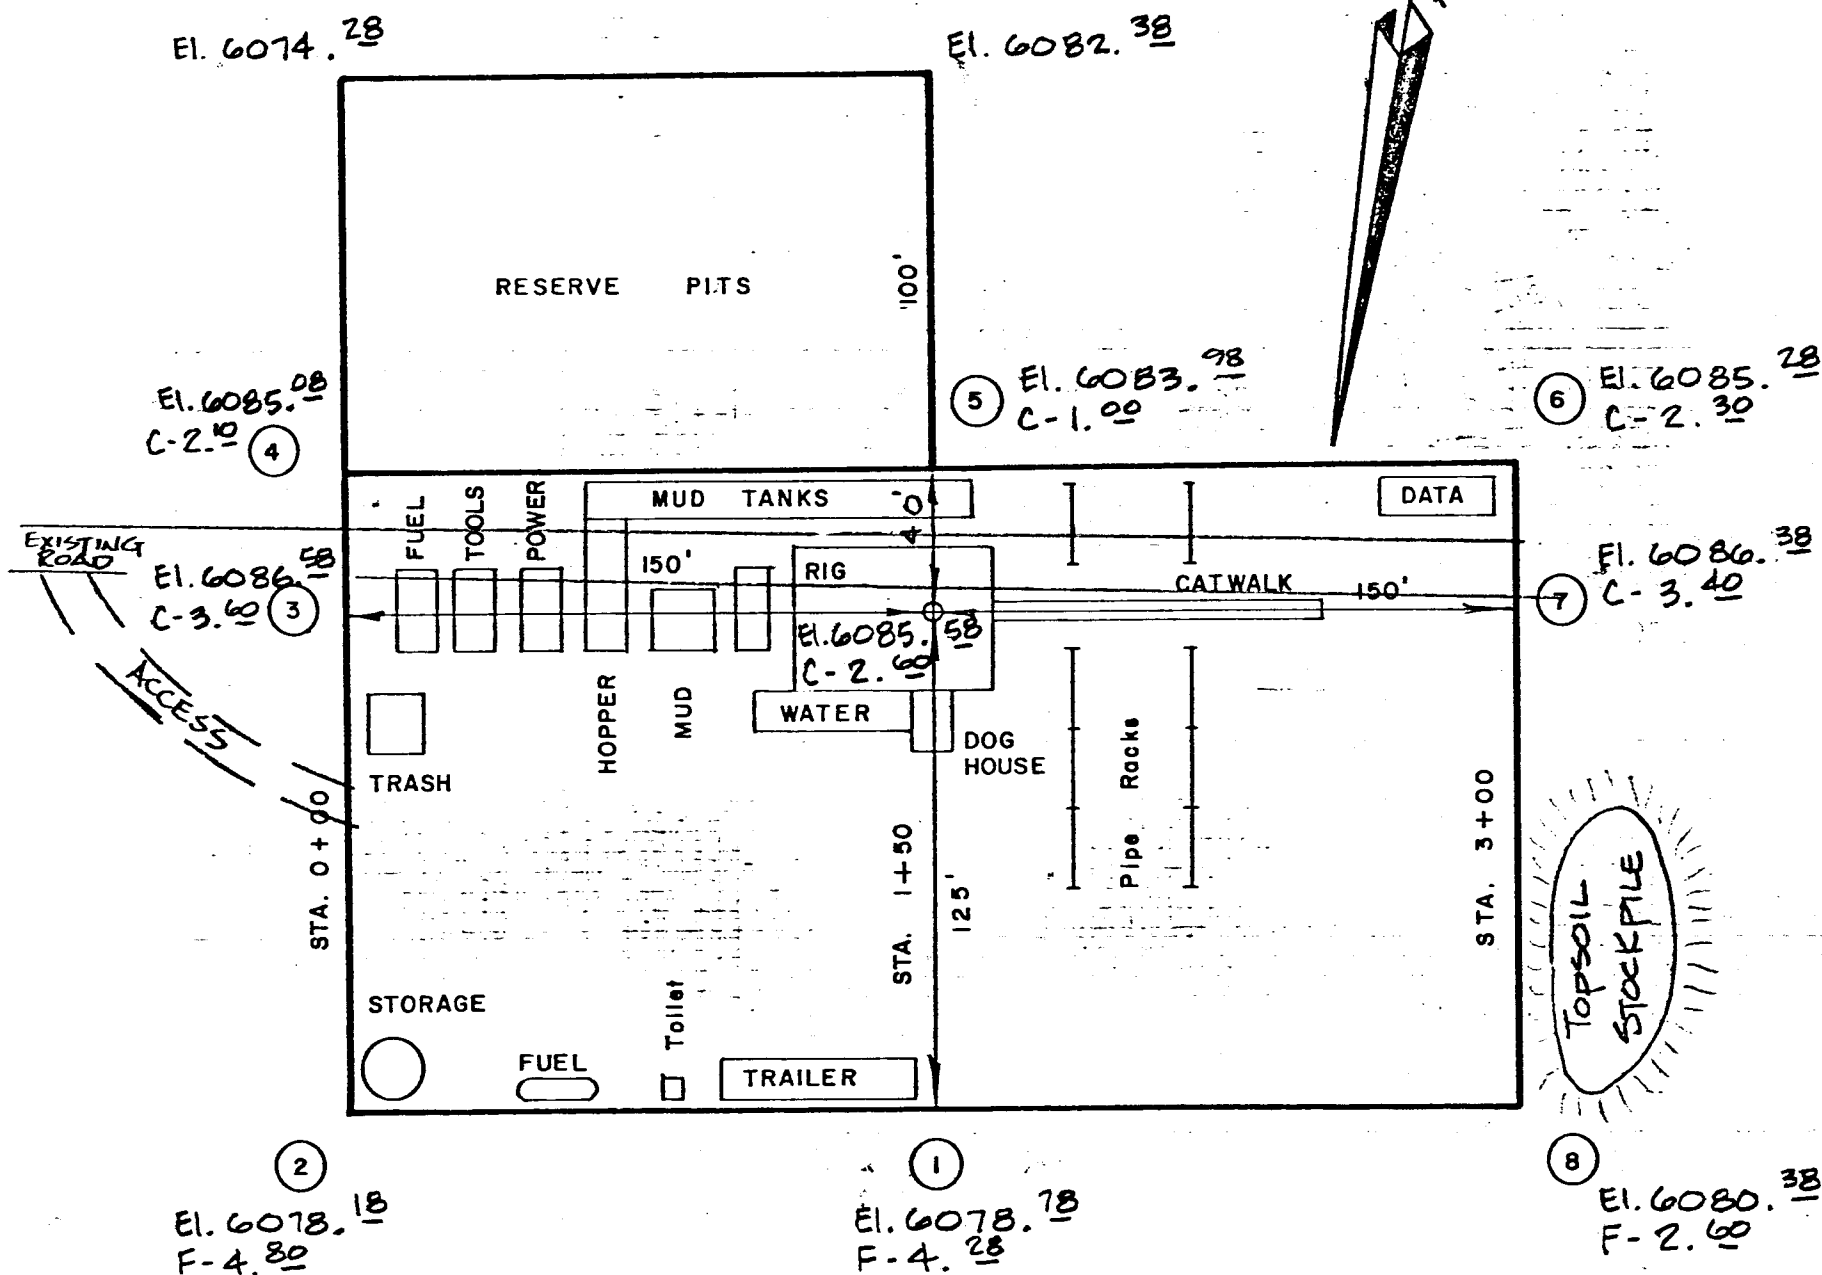 El. 6074.28
El. 6082.38
RESERVE PITS
100'
El. 6085.08
C-2.10
4
5
El. 6083.98
C-1.00
6
El. 6085.28
C-2.30
FUEL
TOOLS
POWER
MUD TANKS
40'
DATA
EXISTING
ROAD
El. 6086.58
C-3.60
3
150'
RIG
CATWALK
150'
7
El. 6086.38
C-3.40
El. 6085.58
C-2.60
ACCESS
HOPPER
MUD
WATER
DOG
HOUSE
TRASH
Pipe Racks
STA. 0+00
STA. 1+50
125'
STA. 3+00
TOPSOIL
STOCKPILE
STORAGE
FUEL
Toilet
TRAILER
2
El. 6078.18
F-4.80
1
El. 6078.78
F-4.28
8
El. 6080.38
F-2.60